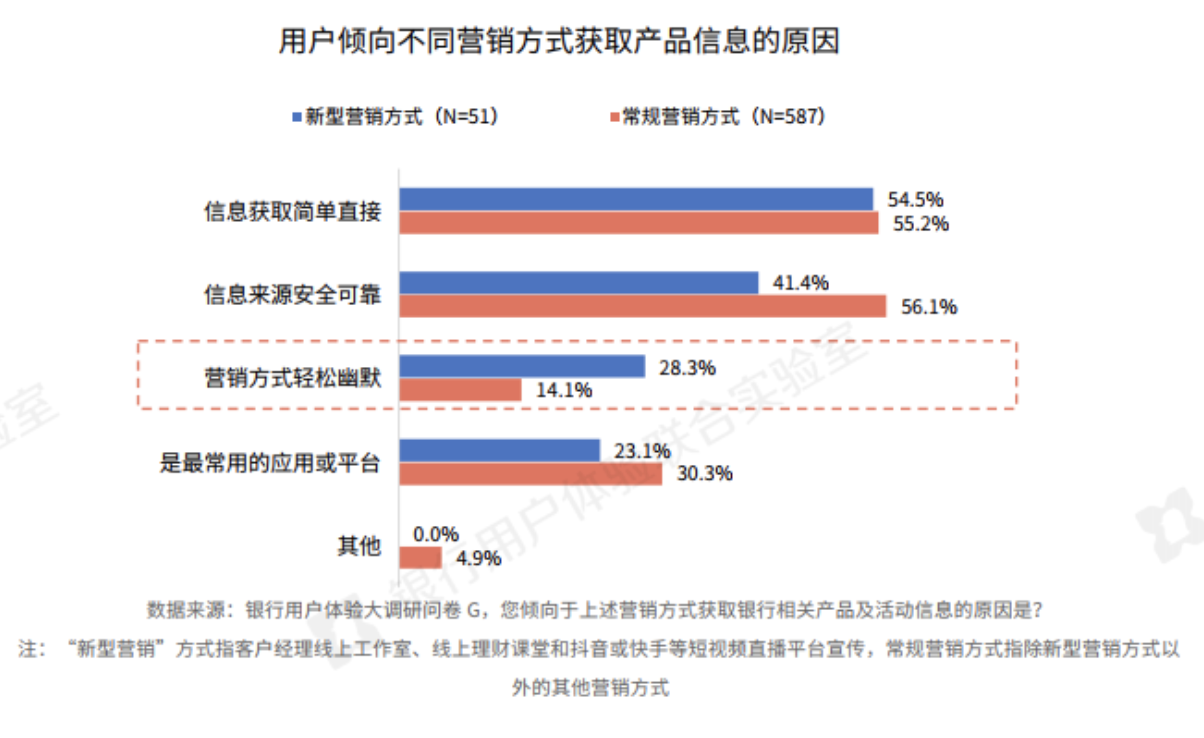 用户倾向不同营销方式获取产品信息的原因
新型营销方式（N=51） 常规营销方式（N=587）
信息获取简单直接
54.5%
55.2%
信息来源安全可靠
41.4%
56.1%
营销方式轻松幽默
28.3%
14.1%
是最常用的应用或平台
23.1%
30.3%
其他
0.0%
4.9%
银行用户体验联合实验室
验室
数据来源：银行用户体验大调研问卷 G，您倾向于上述营销方式获取银行相关产品及活动信息的原因是？
注：“新型营销”方式指客户经理线上工作室、线上理财课堂和抖音或快手等短视频直播平台宣传，常规营销方式指除新型营销方式以
外的其他营销方式